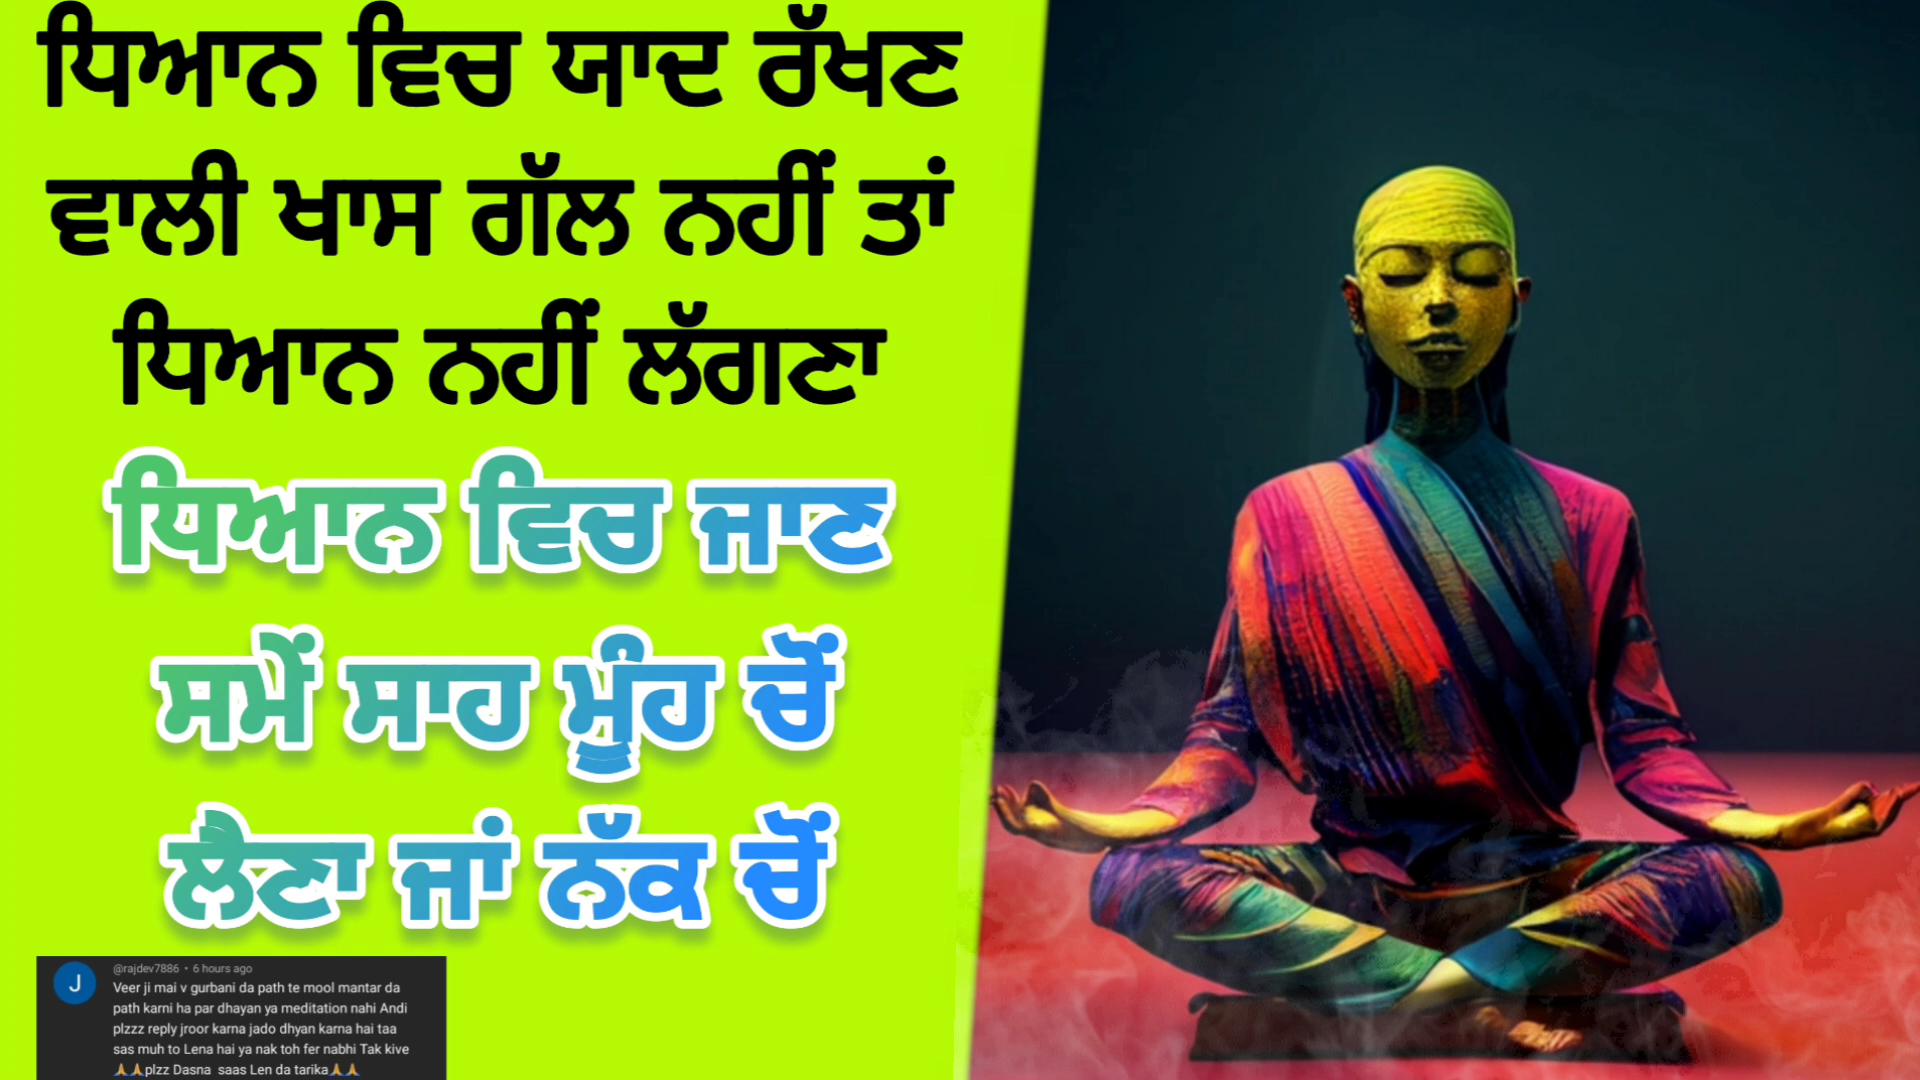 ਧਿਆਨ ਵਿਚ ਯਾਦ ਰੱਖਣ
ਵਾਲੀ ਖਾਸ ਗੱਲ ਨਹੀਂ ਤਾਂ
ਧਿਆਨ ਨਹੀਂ ਲੱਗਣਾ
ਧਿਆਨ ਵਿਚ ਜਾਣ
ਸਮੇਂ ਸਾਹ ਮੂੰਹ ਚੋਂ
ਲੈਣਾ ਜਾਂ ਨੱਕ ਚੋਂ
J
@rajdev7886 • 6 hours ago
Veer ji mai v gurbani da path te mool mantar da
path karni ha par dhayan ya meditation nahi Andi
plzzz reply jroor karna jado dhyan karna hai taa
sas muh to Lena hai ya nak toh fer nabhi Tak kive
🙏🙏plzz Dasna saas Len da tarika🙏🙏